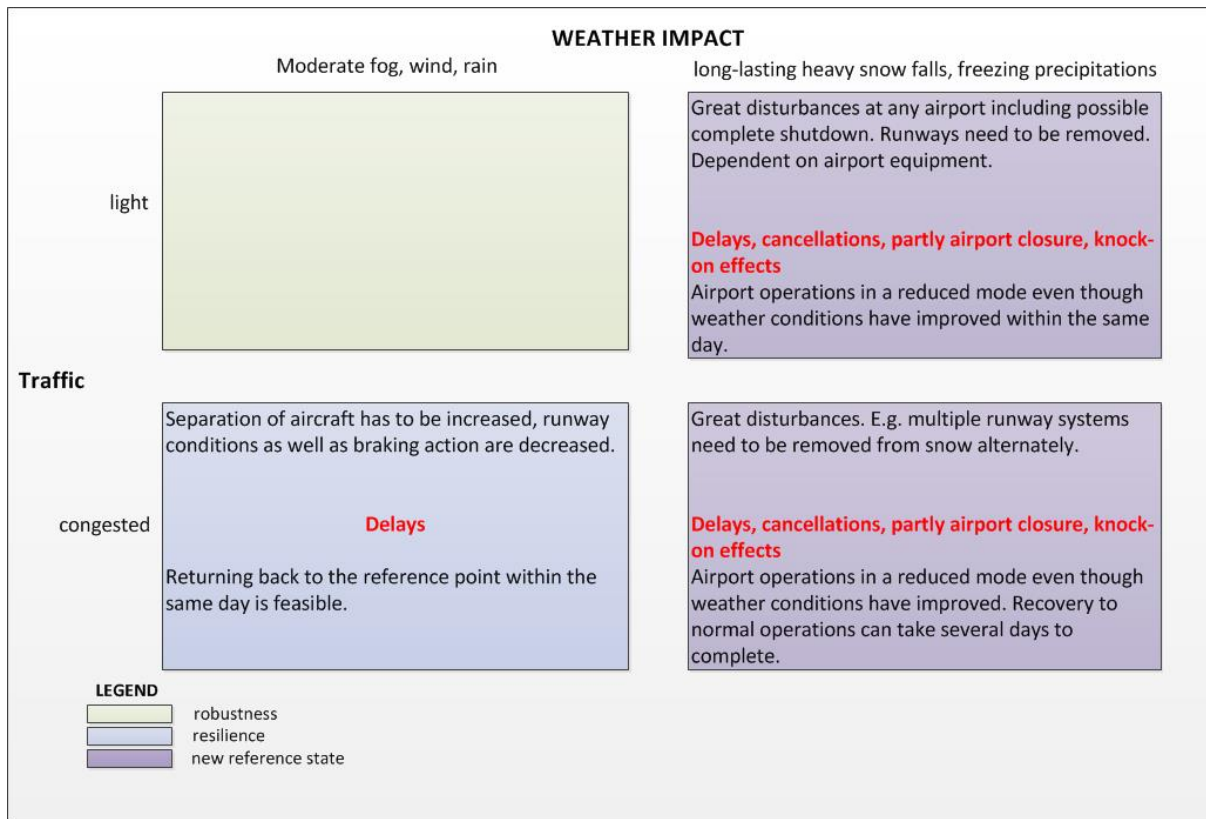 WEATHER IMPACT
Moderate fog, wind, rain
long-lasting heavy snow falls, freezing precipitations
light
Great disturbances at any airport including possible
complete shutdown. Runways need to be removed.
Dependent on airport equipment.
Delays, cancellations, partly airport closure, knock-
on effects
Airport operations in a reduced mode even though
weather conditions have improved within the same
day.
Traffic
congested
Separation of aircraft has to be increased, runway
conditions as well as braking action are decreased.
Delays
Returning back to the reference point within the
same day is feasible.
Great disturbances. E.g. multiple runway systems
need to be removed from snow alternately.
Delays, cancellations, partly airport closure, knock-
on effects
Airport operations in a reduced mode even though
weather conditions have improved. Recovery to
normal operations can take several days to
complete.
LEGEND
robustness
resilience
new reference state